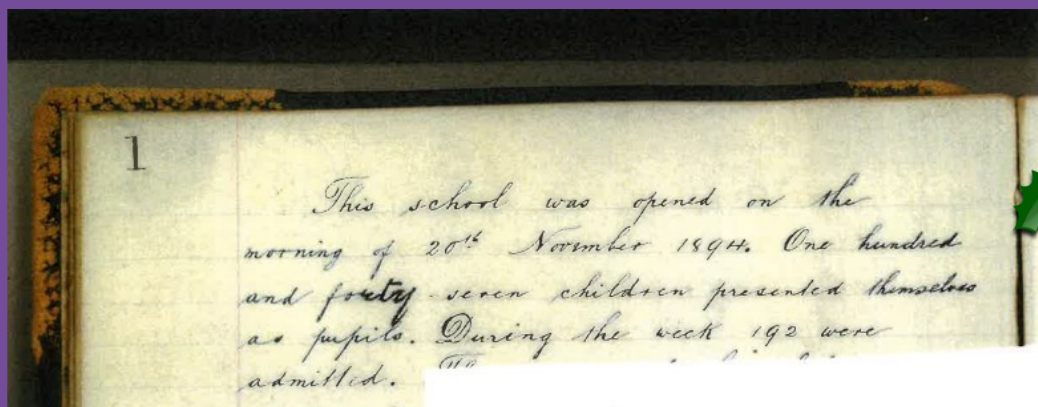 1
This school was opened on the
morning of 20th November 1894. One hundred
and forty-seven children presented themselves
as pupils. During the week 192 were
admitted.